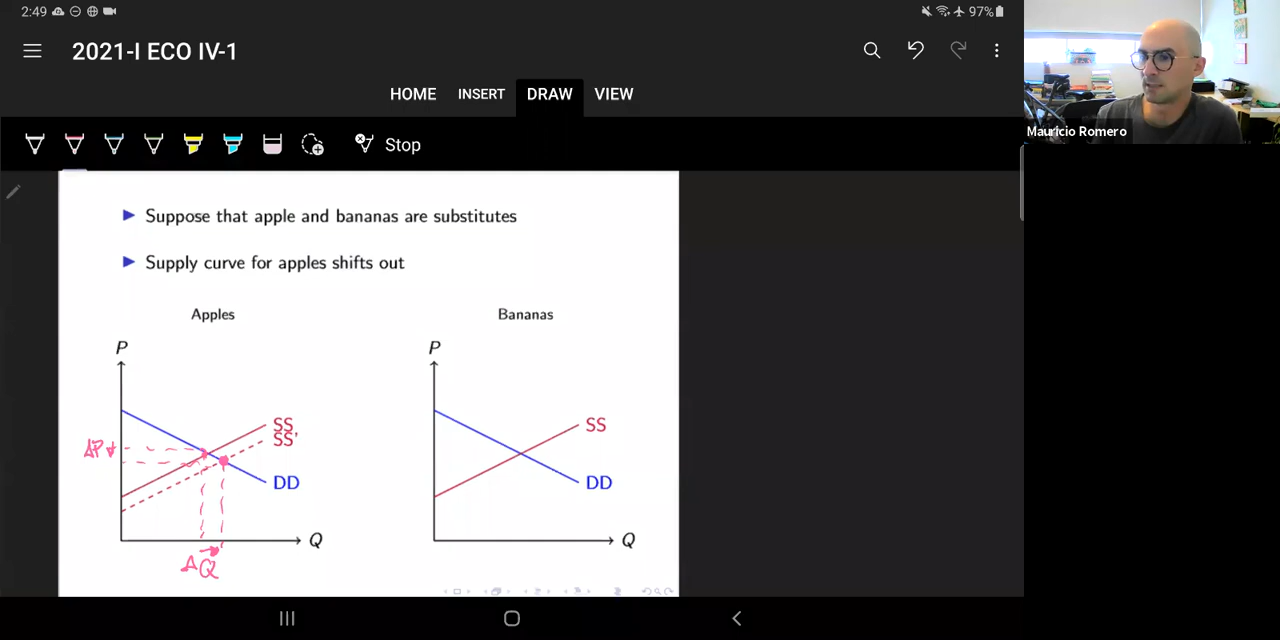 2:49
97%
2021-I ECO IV-1
HOME INSERT DRAW VIEW
Stop
Mauricio Romero
Suppose that apple and bananas are substitutes
Supply curve for apples shifts out
Apples
Bananas
P
SS
SS'
DD
Q
ΔP↓
ΔQ
P
SS
DD
Q